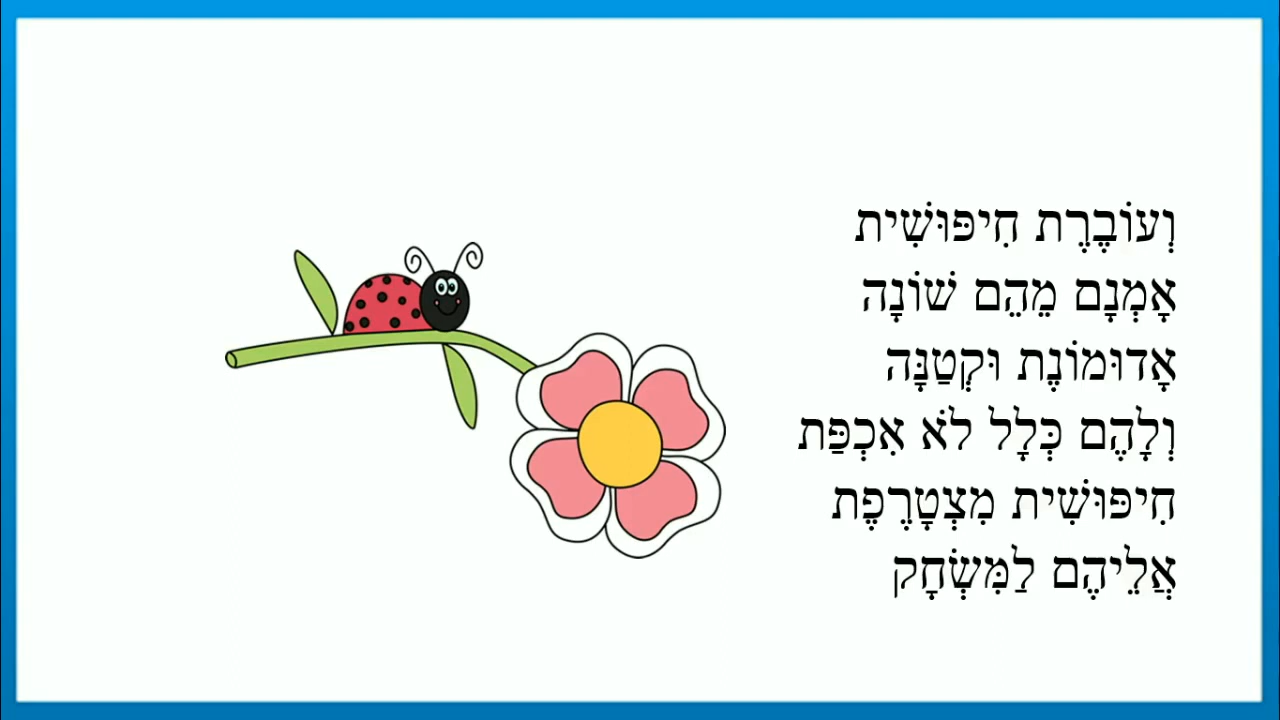 וְעוֹבֶרֶת חִיפּוּשִׁית
אָמְנָם מֵהֵם שׁוֹנָה
אָדוּמוֹנֶת וּקְטַנָּה
וְלָהֶם כְּלָל לֹא אִכְפַּת
חִיפּוּשִׁית מִצְטָרֶפֶת
אֲלֵיהֶם לַמִּשְׂחָק